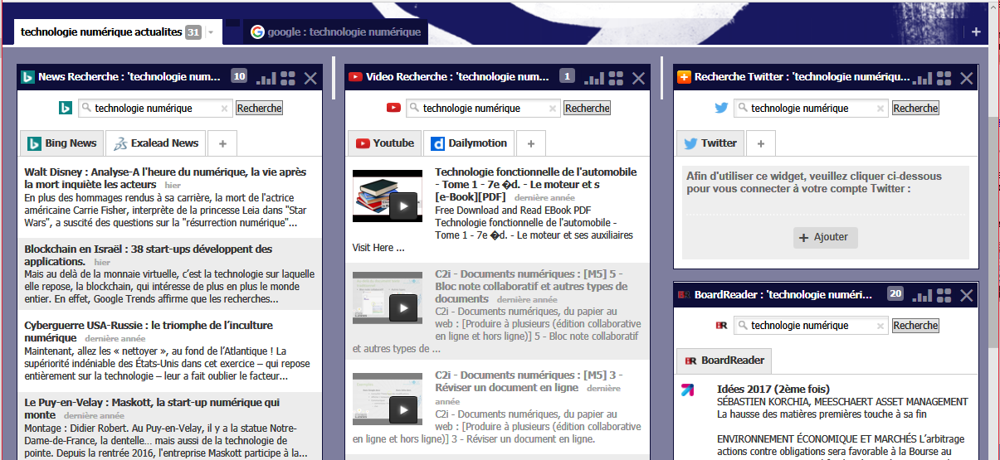 technologie numérique actualites 31
google : technologie numérique
+
News Recherche : 'technologie num... 10
technologie numérique Recherche
Bing News Exalead News +
Walt Disney : Analyse-A l'heure du numérique, la vie après
la mort inquiète les acteurs hier
En plus des hommages rendus à sa carrière, la mort de l'actrice
américaine Carrie Fisher, interprète de la princesse Leia dans "Star
Wars", a suscité des questions sur la "résurrection numérique"...
Blockchain en Israël : 38 start-ups développent des
applications. hier
Mais au delà de la monnaie virtuelle, c'est la technologie sur laquelle
elle repose, la blockchain, qui intéresse de plus en plus le monde
entier. En effet, Google Trends affirme que les recherches...
Cyberguerre USA-Russie : le triomphe de l'inculture
numérique dernière année
Maintenant, allez les « nettoyer », au fond de l'Atlantique ! La
supériorité indéniable des États-Unis dans cet exercice – qui repose
entièrement sur la technologie – leur a fait oublier le facteur...
Le Puy-en-Velay : Maskott, la start-up numérique qui
monte dernière année
Montage : Didier Robert. Au Puy-en-Velay, il y a la statue Notre-
Dame-de-France, la dentelle... mais aussi de la technologie de
pointe. Depuis la rentrée 2016, l'entreprise Maskott participe à la...
Video Recherche : 'technologie num... 1
technologie numérique Recherche
Youtube Dailymotion +
Technologie fonctionnelle de l'automobile
- Tome 1 - 7e �d. - Le moteur et s
[e-Book][PDF] dernière année
Free Download and Read EBook PDF
Technologie fonctionnelle de l'automobile -
Tome 1 - 7e �d. - Le moteur et ses auxiliaires
Visit Here ...
C2i - Documents numériques : [M5] 5 -
Bloc note collaboratif et autres types de
documents dernière année
C2i - Documents numériques, du papier au
web : [Produire à plusieurs (édition collaborative
en ligne et hors ligne)] 5 - Bloc note collaboratif
et autres types de ...
C2i - Documents numériques : [M5] 3 -
Réviser un document en ligne dernière
année
C2i - Documents numériques, du papier au
web : [Produire à plusieurs (édition collaborative
en ligne et hors ligne)] 3 - Réviser un document en ligne.
Recherche Twitter : 'technologie numériqu...
technologie numérique Recherche
Twitter +
Afin d'utiliser ce widget, veuillez cliquer ci-dessous
pour vous connecter à votre compte Twitter :
+ Ajouter
BoardReader : 'technologie numéri... 20
technologie numérique Recherche
BoardReader
Idées 2017 (2ème fois)
SÉBASTIEN KORCHIA, MEESCHAERT ASSET MANAGEMENT
La hausse des matières premières touche à sa fin
ENVIRONNEMENT ÉCONOMIQUE ET MARCHÉS L'arbitrage
actions contre obligations sera favorable à la Bourse au